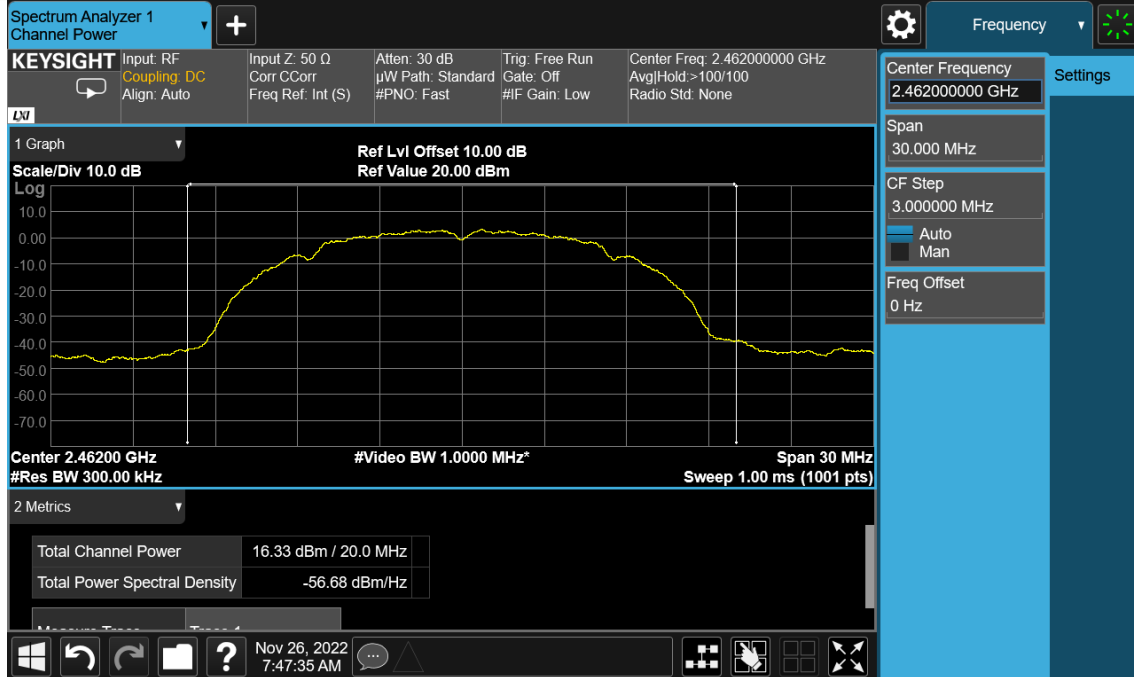 Spectrum Analyzer 1
Channel Power
Frequency
KEYSIGHT
LXI
Input: RF
Coupling: DC
Align: Auto
Input Z: 50 Ω
Corr CCorr
Freq Ref: Int (S)
Atten: 30 dB
µW Path: Standard
#PNO: Fast
Trig: Free Run
Gate: Off
#IF Gain: Low
Center Freq: 2.462000000 GHz
Avg|Hold:>100/100
Radio Std: None
Center Frequency
2.462000000 GHz
Settings
Span
30.000 MHz
CF Step
3.000000 MHz
Auto
Man
Freq Offset
0 Hz
1 Graph
Scale/Div 10.0 dB
Ref Lvl Offset 10.00 dB
Ref Value 20.00 dBm
Log
10.0
0.00
-10.0
-20.0
-30.0
-40.0
-50.0
-60.0
-70.0
Center 2.46200 GHz
#Video BW 1.0000 MHz*
Span 30 MHz
#Res BW 300.00 kHz
Sweep 1.00 ms (1001 pts)
2 Metrics
Total Channel Power 16.33 dBm / 20.0 MHz
Total Power Spectral Density -56.68 dBm/Hz
?
Nov 26, 2022
7:47:35 AM